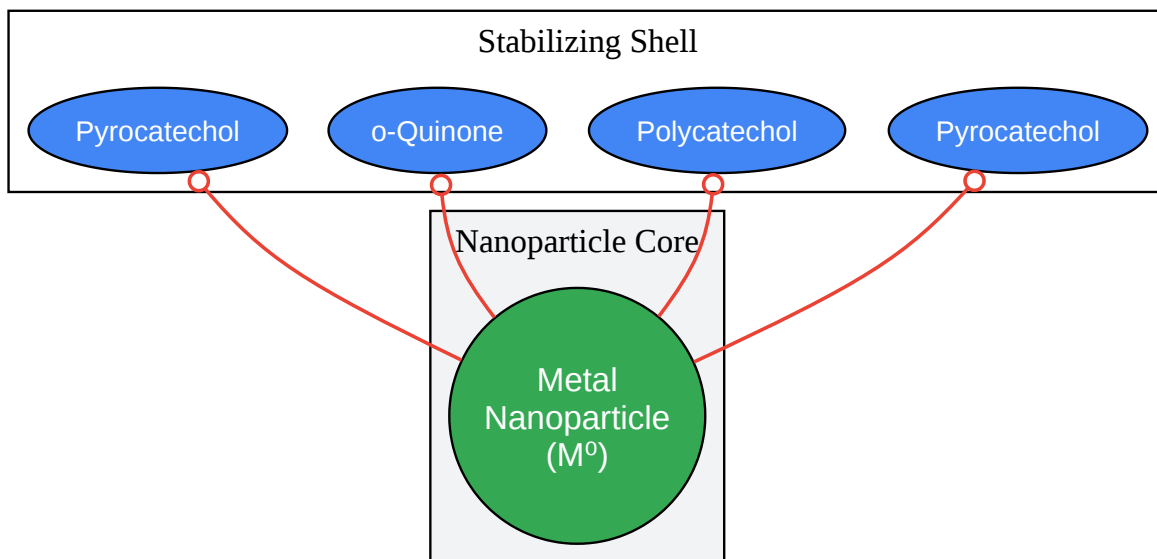 Stabilizing Shell
Pyrocatechol
o-Quinone
Polycatechol
Pyrocatechol
Nanoparticle Core
Metal
Nanoparticle
(M⁰)